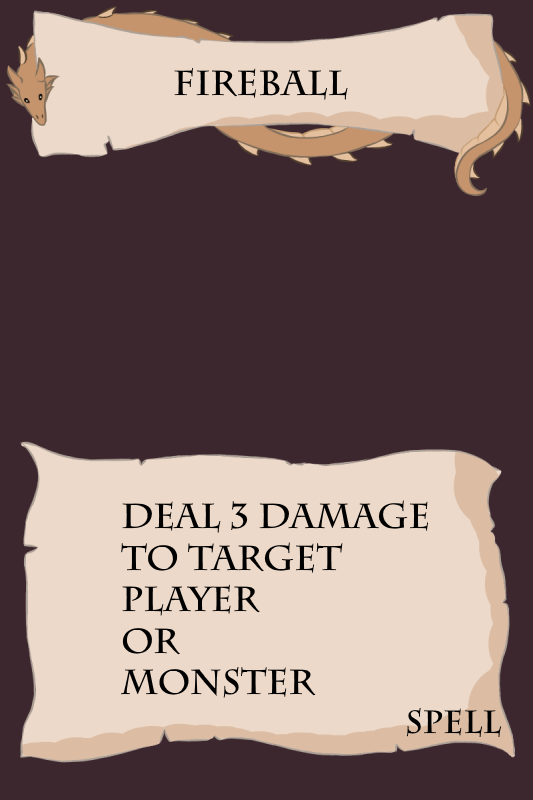 FIREBALL
DEAL 3 DAMAGE
TO TARGET
PLAYER
OR
MONSTER
SPELL